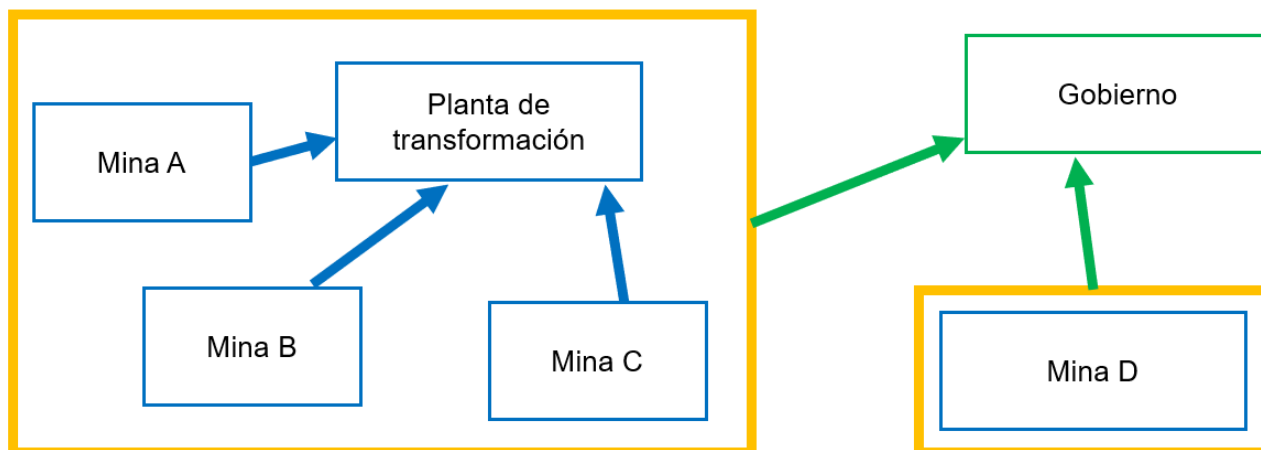 Planta de
transformación
Gobierno
Mina A
Mina B
Mina C
Mina D